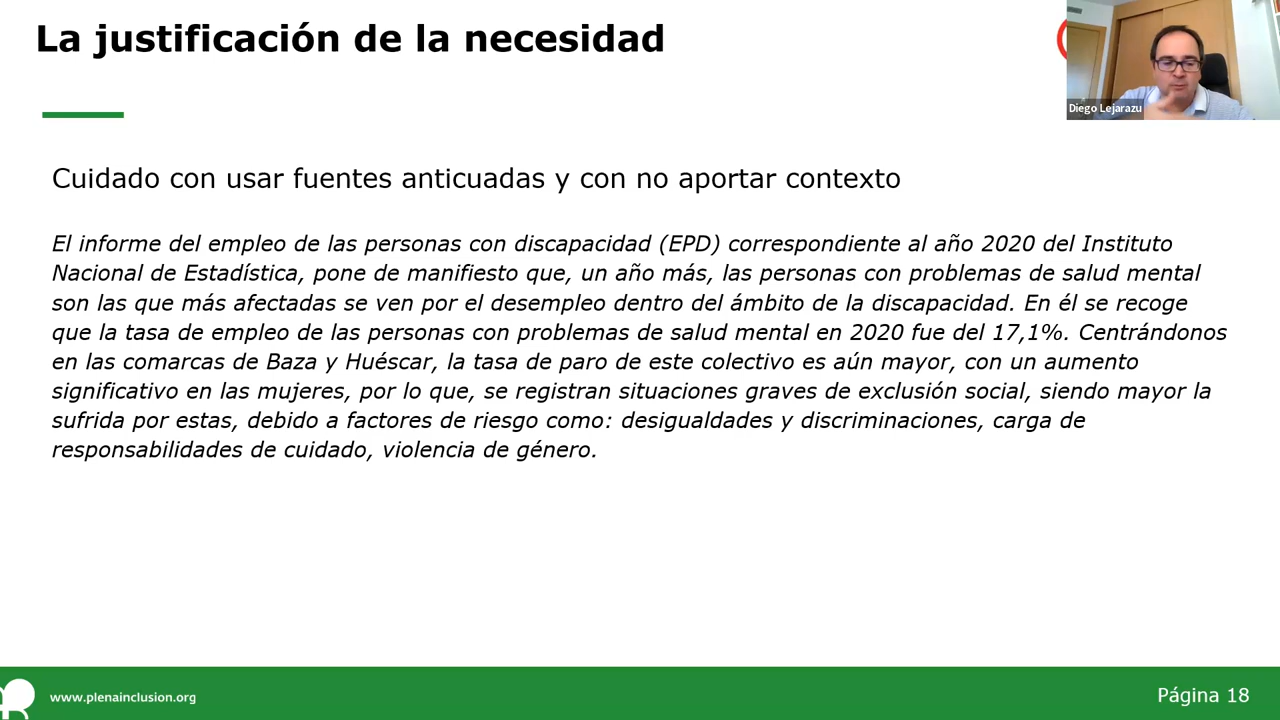 La justificación de la necesidad
Diego Lejarazu
Cuidado con usar fuentes anticuadas y con no aportar contexto
El informe del empleo de las personas con discapacidad (EPD) correspondiente al año 2020 del Instituto
Nacional de Estadística, pone de manifiesto que, un año más, las personas con problemas de salud mental
son las que más afectadas se ven por el desempleo dentro del ámbito de la discapacidad. En él se recoge
que la tasa de empleo de las personas con problemas de salud mental en 2020 fue del 17,1%. Centrándonos
en las comarcas de Baza y Huéscar, la tasa de paro de este colectivo es aún mayor, con un aumento
significativo en las mujeres, por lo que, se registran situaciones graves de exclusión social, siendo mayor la
sufrida por estas, debido a factores de riesgo como: desigualdades y discriminaciones, carga de
responsabilidades de cuidado, violencia de género.
www.plenainclusion.org
Página 18